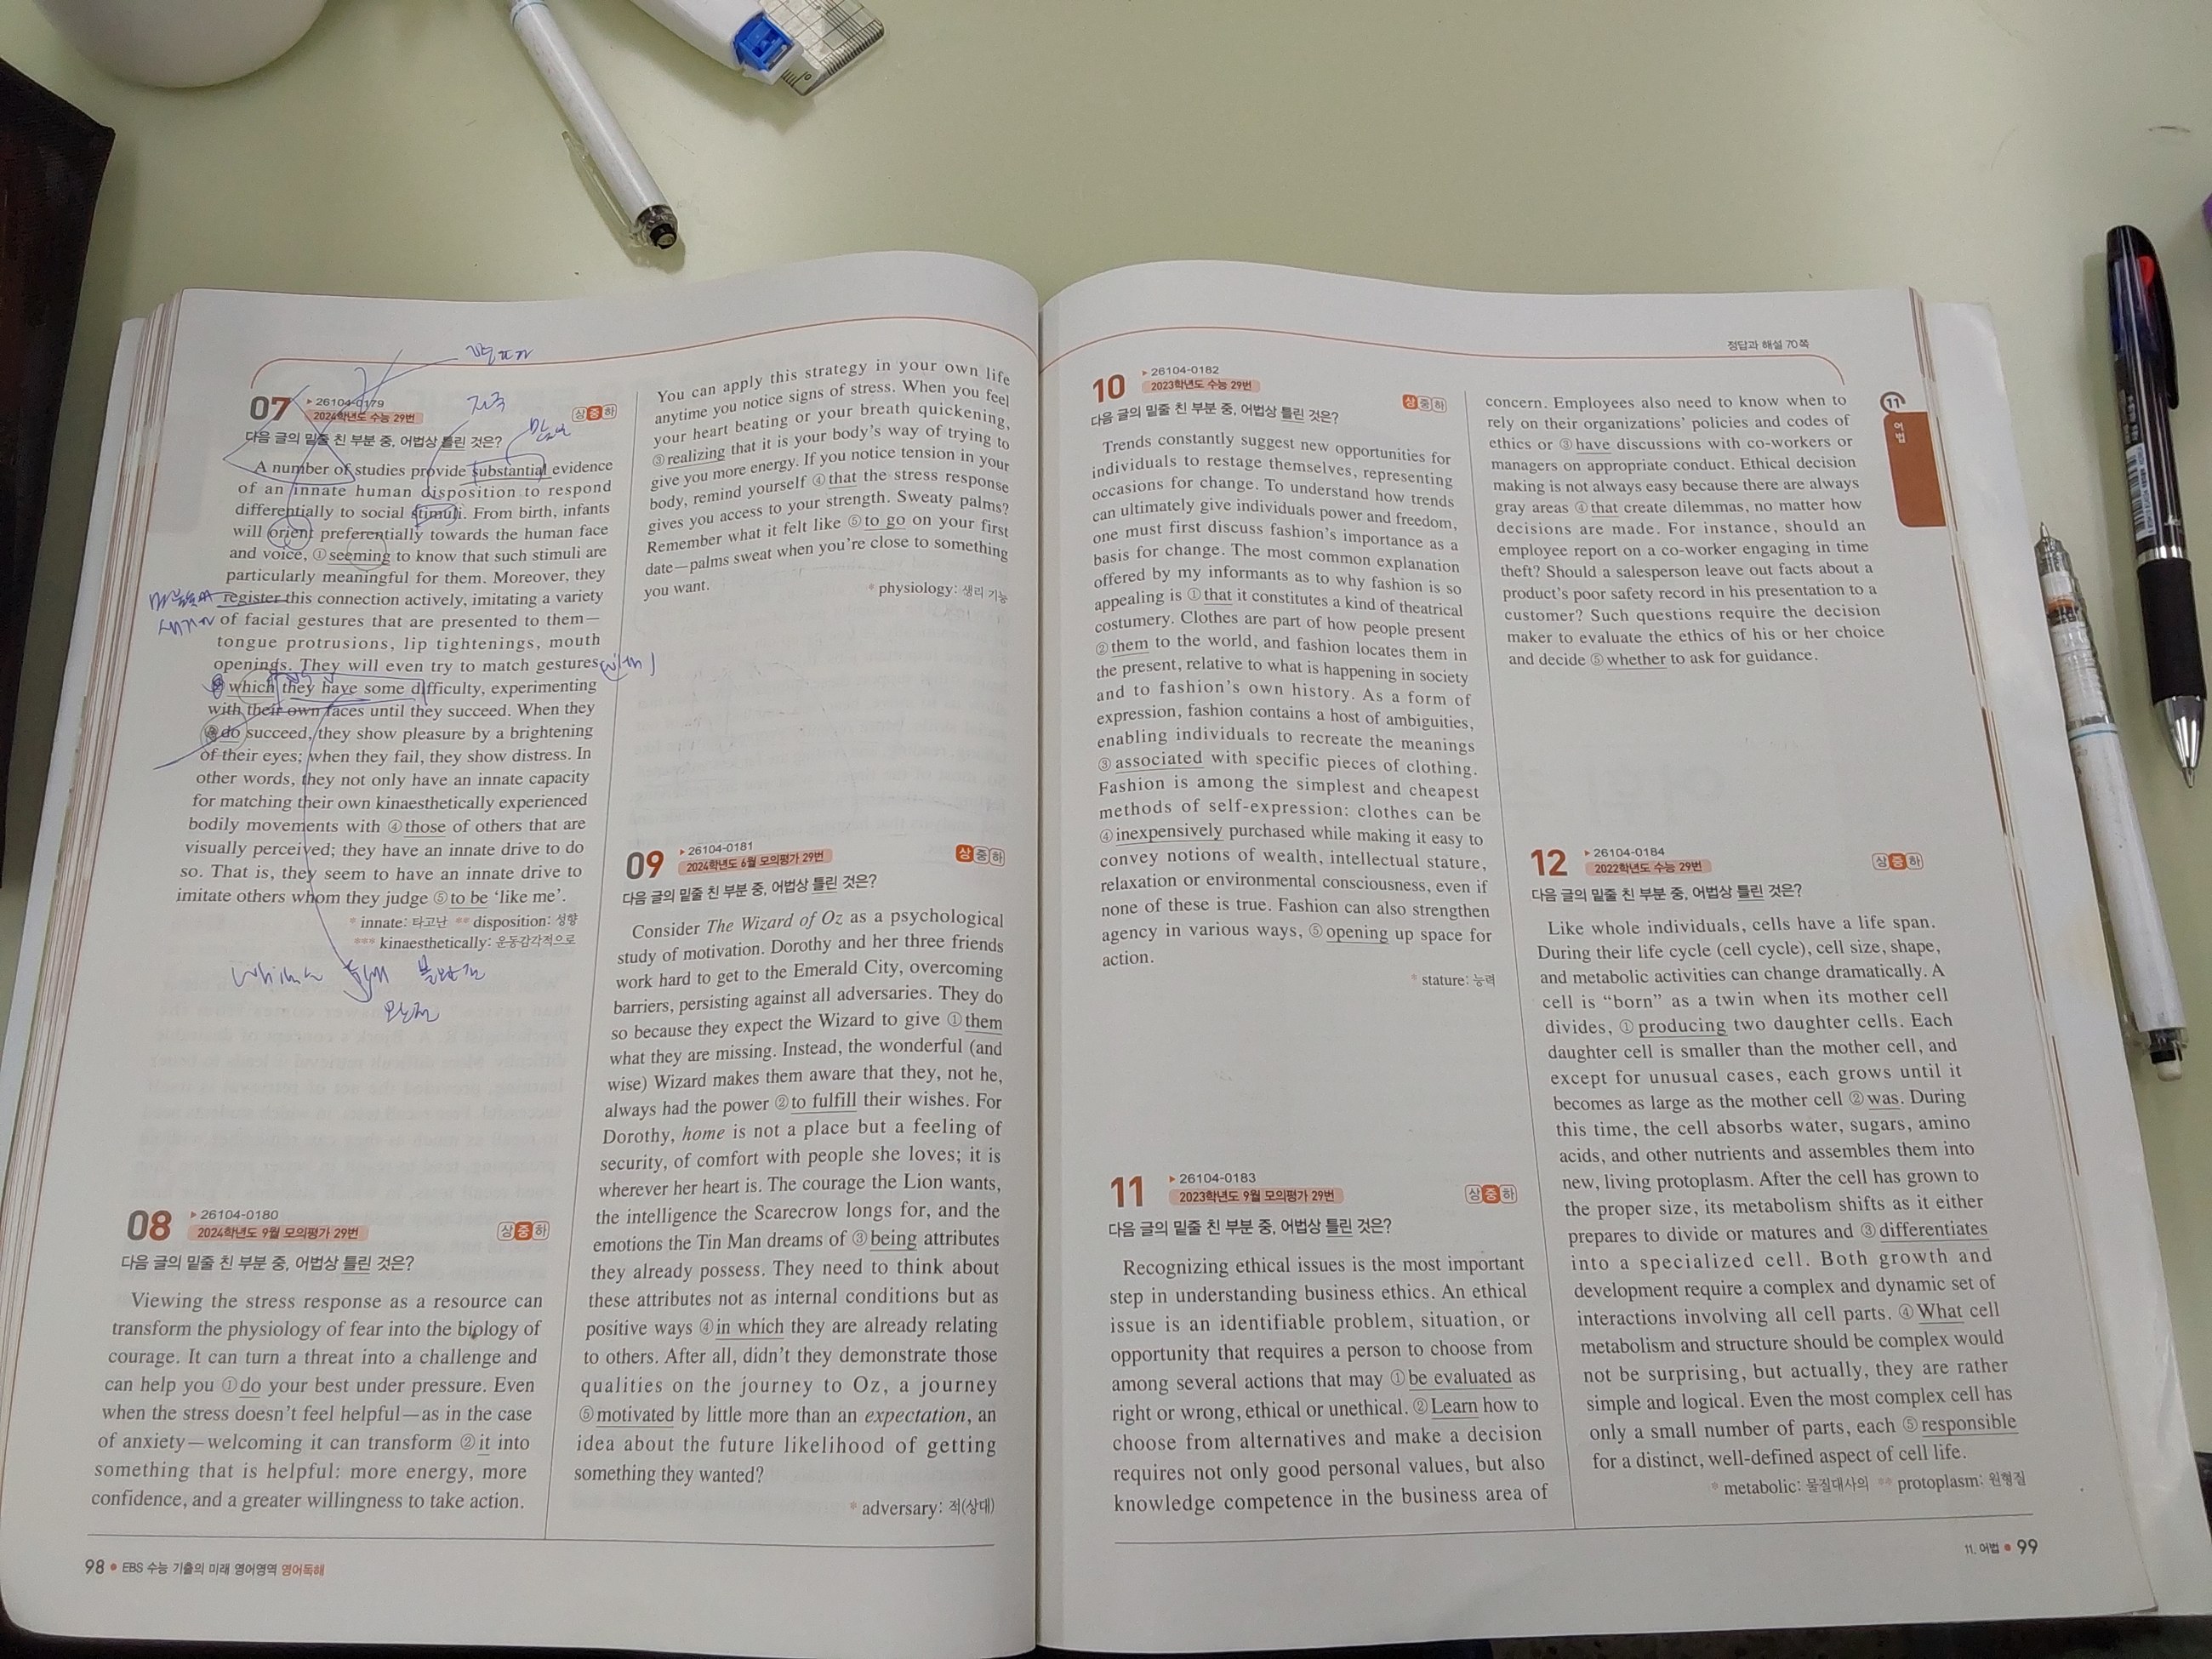 07
▸ 26104-0179
2024학년도 수능 29번
상중하
다음 글의 밑줄 친 부분 중, 어법상 틀린 것은?
A number of studies provide substantial evidence
of an innate human disposition to respond
differentially to social stimuli. From birth, infants
will orient preferentially towards the human face
and voice, ①seeming to know that such stimuli are
particularly meaningful for them. Moreover, they
register this connection actively, imitating a variety
of facial gestures that are presented to them—
tongue protrusions, lip tightenings, mouth
openings. They will even try to match gestures
②which they have some difficulty, experimenting
with their own faces until they succeed. When they
③do succeed, they show pleasure by a brightening
of their eyes; when they fail, they show distress. In
other words, they not only have an innate capacity
for matching their own kinaesthetically experienced
bodily movements with ④those of others that are
visually perceived; they have an innate drive to do
so. That is, they seem to have an innate drive to
imitate others whom they judge ⑤to be ‘like me’.
* innate: 타고난 ** disposition: 성향
*** kinaesthetically: 운동감각적으로
자극
08
▸ 26104-0180
2024학년도 9월 모의평가 29번
상중하
다음 글의 밑줄 친 부분 중, 어법상 틀린 것은?
Viewing the stress response as a resource can
transform the physiology of fear into the biology of
courage. It can turn a threat into a challenge and
can help you ①do your best under pressure. Even
when the stress doesn’t feel helpful—as in the case
of anxiety—welcoming it can transform ②it into
something that is helpful: more energy, more
confidence, and a greater willingness to take action.
You can apply this strategy in your own life
anytime you notice signs of stress. When you feel
your heart beating or your breath quickening,
③realizing that it is your body’s way of trying to
give you more energy. If you notice tension in your
body, remind yourself ④that the stress response
gives you access to your strength. Sweaty palms?
Remember what it felt like ⑤to go on your first
date—palms sweat when you’re close to something
you want.
* physiology: 생리 기능
09
▸ 26104-0181
2024학년도 6월 모의평가 29번
상중하
다음 글의 밑줄 친 부분 중, 어법상 틀린 것은?
Consider The Wizard of Oz as a psychological
study of motivation. Dorothy and her three friends
work hard to get to the Emerald City, overcoming
barriers, persisting against all adversaries. They do
so because they expect the Wizard to give ①them
what they are missing. Instead, the wonderful (and
wise) Wizard makes them aware that they, not he,
always had the power ②to fulfill their wishes. For
Dorothy, home is not a place but a feeling of
security, of comfort with people she loves; it is
wherever her heart is. The courage the Lion wants,
the intelligence the Scarecrow longs for, and the
emotions the Tin Man dreams of ③being attributes
they already possess. They need to think about
these attributes not as internal conditions but as
positive ways ④in which they are already relating
to others. After all, didn’t they demonstrate those
qualities on the journey to Oz, a journey
⑤motivated by little more than an expectation, an
idea about the future likelihood of getting
something they wanted?
* adversary: 적(상대)
98 • EBS 수능 기출의 미래 영어영역 영어독해
정답과 해설 70쪽
10
▸ 26104-0182
2023학년도 수능 29번
상중하
다음 글의 밑줄 친 부분 중, 어법상 틀린 것은?
Trends constantly suggest new opportunities for
individuals to restage themselves, representing
occasions for change. To understand how trends
can ultimately give individuals power and freedom,
one must first discuss fashion’s importance as a
basis for change. The most common explanation
offered by my informants as to why fashion is so
appealing is ①that it constitutes a kind of theatrical
costumery. Clothes are part of how people present
②them to the world, and fashion locates them in
the present, relative to what is happening in society
and to fashion’s own history. As a form of
expression, fashion contains a host of ambiguities,
enabling individuals to recreate the meanings
③associated with specific pieces of clothing.
Fashion is among the simplest and cheapest
methods of self-expression: clothes can be
④inexpensively purchased while making it easy to
convey notions of wealth, intellectual stature,
relaxation or environmental consciousness, even if
none of these is true. Fashion can also strengthen
agency in various ways, ⑤opening up space for
action.
* stature: 능력
11
▸ 26104-0183
2023학년도 9월 모의평가 29번
상중하
다음 글의 밑줄 친 부분 중, 어법상 틀린 것은?
Recognizing ethical issues is the most important
step in understanding business ethics. An ethical
issue is an identifiable problem, situation, or
opportunity that requires a person to choose from
among several actions that may ①be evaluated as
right or wrong, ethical or unethical. ②Learn how to
choose from alternatives and make a decision
requires not only good personal values, but also
knowledge competence in the business area of
concern. Employees also need to know when to
rely on their organizations’ policies and codes of
ethics or ③have discussions with co-workers or
managers on appropriate conduct. Ethical decision
making is not always easy because there are always
gray areas ④that create dilemmas, no matter how
decisions are made. For instance, should an
employee report on a co-worker engaging in time
theft? Should a salesperson leave out facts about a
product’s poor safety record in his presentation to a
customer? Such questions require the decision
maker to evaluate the ethics of his or her choice
and decide ⑤whether to ask for guidance.
12
▸ 26104-0184
2022학년도 수능 29번
상중하
다음 글의 밑줄 친 부분 중, 어법상 틀린 것은?
Like whole individuals, cells have a life span.
During their life cycle (cell cycle), cell size, shape,
and metabolic activities can change dramatically. A
cell is “born” as a twin when its mother cell
divides, ①producing two daughter cells. Each
daughter cell is smaller than the mother cell, and
except for unusual cases, each grows until it
becomes as large as the mother cell ②was. During
this time, the cell absorbs water, sugars, amino
acids, and other nutrients and assembles them into
new, living protoplasm. After the cell has grown to
the proper size, its metabolism shifts as it either
prepares to divide or matures and ③differentiates
into a specialized cell. Both growth and
development require a complex and dynamic set of
interactions involving all cell parts. ④What cell
metabolism and structure should be complex would
not be surprising, but actually, they are rather
simple and logical. Even the most complex cell has
only a small number of parts, each ⑤responsible
for a distinct, well-defined aspect of cell life.
* metabolic: 물질대사의 ** protoplasm: 원형질
11
어법
11. 어법 • 99